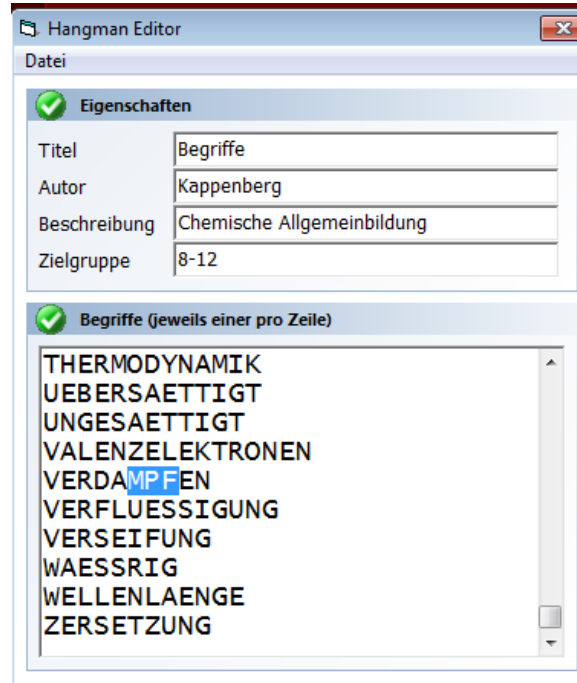 Hangman Editor
Datei
Eigenschaften
Titel Begriffe
Autor Kappenberg
Beschreibung Chemische Allgemeinbildung
Zielgruppe 8-12
Begriffe (jeweils einer pro Zeile)
THERMODYNAMIK
UEBERSAETTIGT
UNGESAETTIGT
VALENZELEKTRONEN
VERDAMPFEN
VERFLUESSIGUNG
VERSEIFUNG
WAESSRIG
WELLENLAENGE
ZERSETZUNG